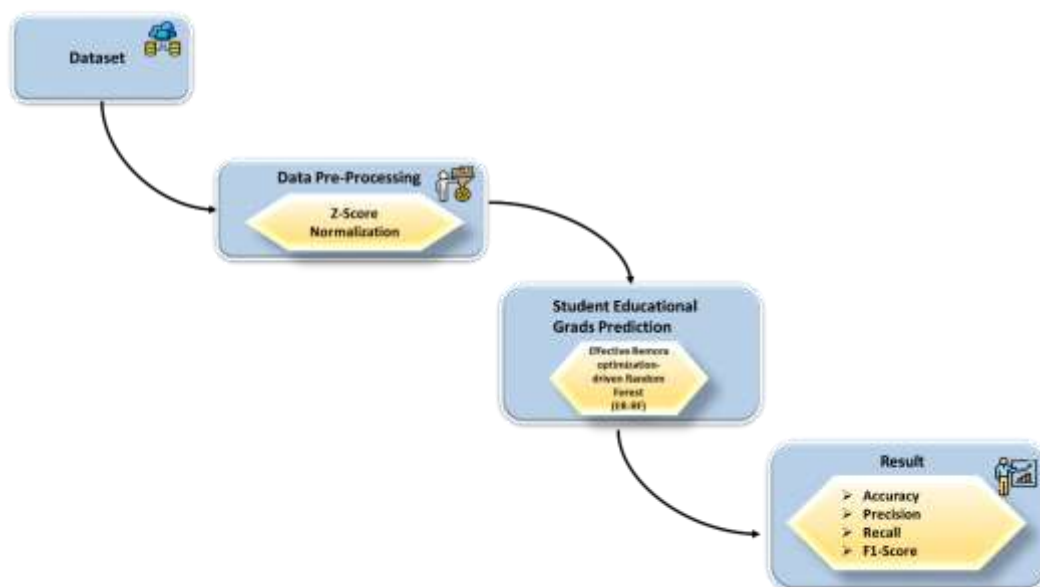 Dataset
Data Pre-Processing
Z-Score
Normalization
Student Educational
Grads Prediction
Effective Remora
optimization-
driven Random
Forest
(ER-RF)
Result
➢ Accuracy
➢ Precision
➢ Recall
➢ F1-Score